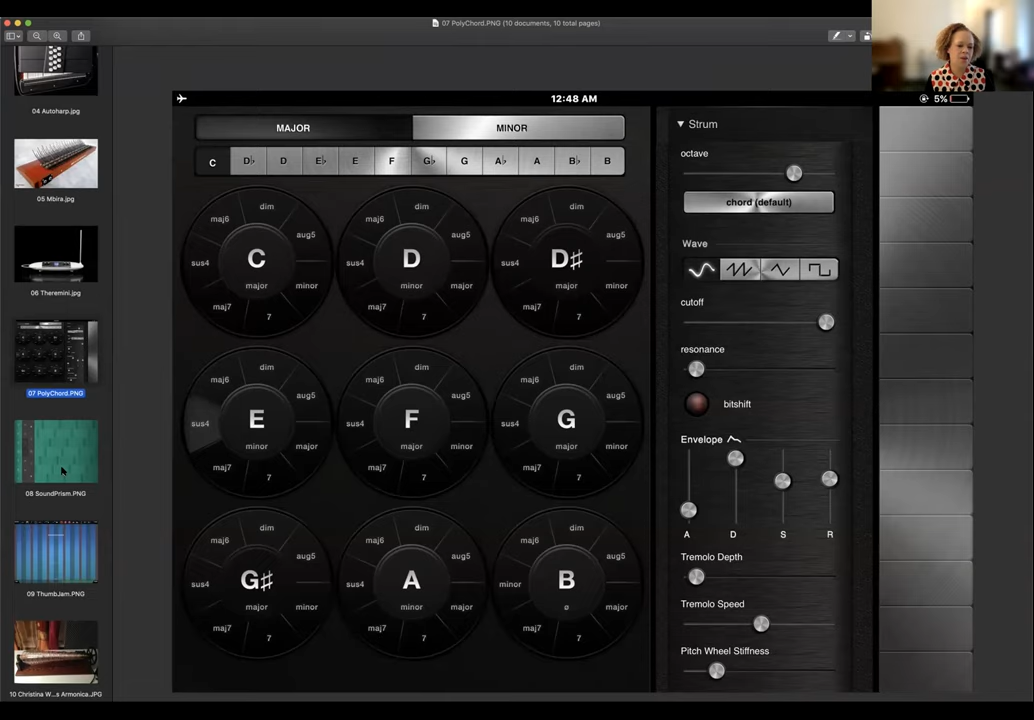 07 PolyChord.PNG (10 documents, 10 total pages)
04 Autoharp.jpg
05 Mbira.jpg
06 Theremini.jpg
07 PolyChord.PNG
08 SoundPrism.PNG
09 ThumbJam.PNG
10 Christina W...s Armonica.JPG
12:48 AM
5%
MAJOR MINOR
C D♭ D E♭ E F G♭ G A♭ A B♭ B
dim dim dim
maj6 maj6 maj6
aug5 aug5 aug5
sus4 C sus4 D sus4 D♯
major minor major minor major minor
maj7 maj7 maj7
7 7 7
dim dim dim
maj6 maj6 maj6
aug5 aug5 aug5
sus4 E sus4 F sus4 G
minor major minor major minor major
maj7 maj7 maj7
7 7 7
dim dim dim
maj6 maj6 maj6
aug5 aug5 aug5
sus4 G♯ sus4 A minor B
major minor minor major ø major
maj7 maj7 maj7
7 7 7
Strum
octave
chord (default)
Wave
cutoff
resonance
bitshift
Envelope
A D S R
Tremolo Depth
Tremolo Speed
Pitch Wheel Stiffness